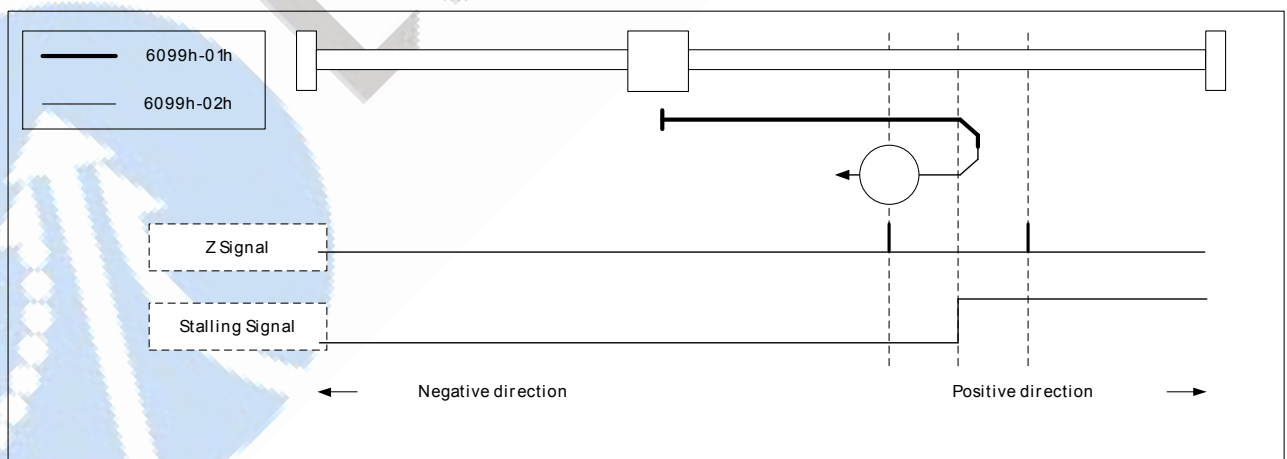 6099h-01h
6099h-02h
Z Signal
Stalling Signal
Negative direction
Positive direction